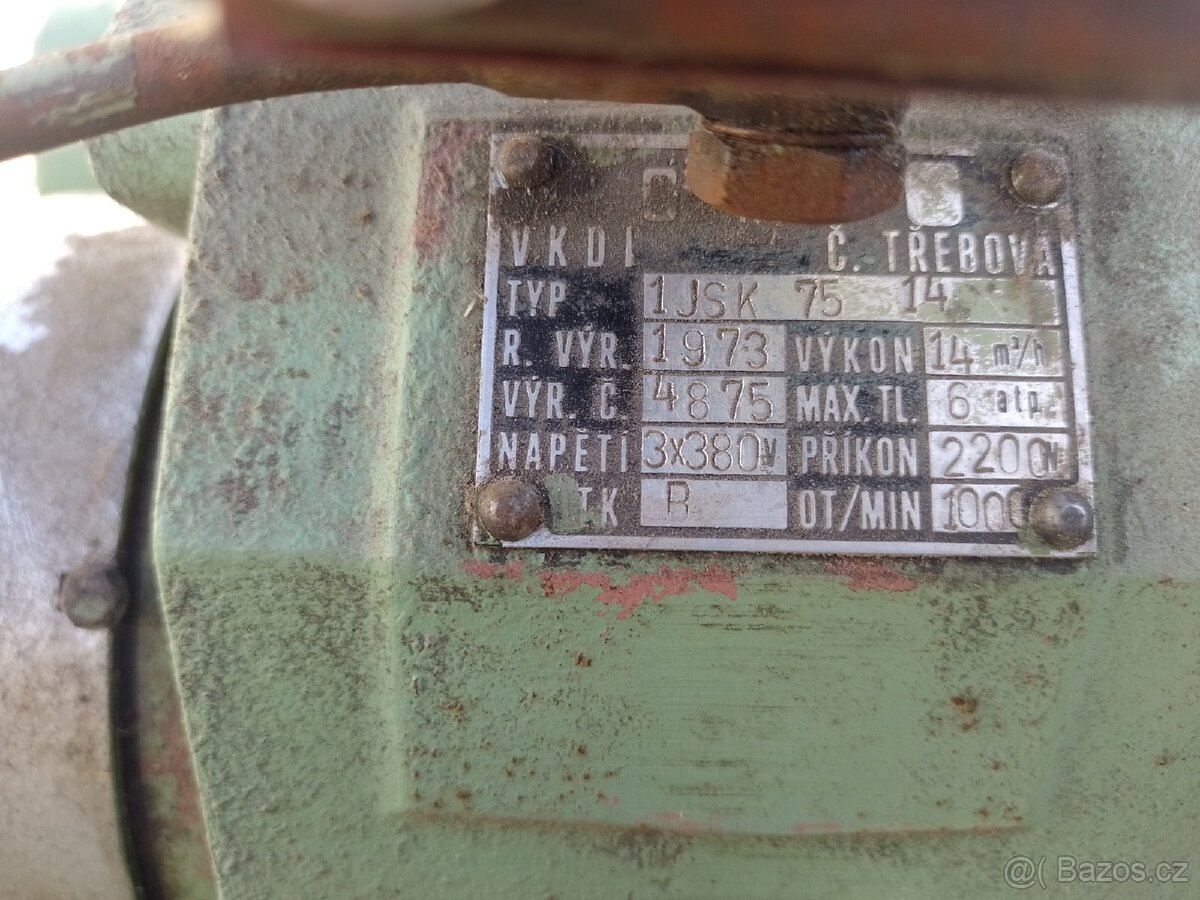 VKDI Č. TŘEBOVÁ
TYP 1JSK 75 14
R. VÝR. 1973 VÝKON 14 m³/h
VÝR. Č. 4875 MAX. TL. 6 atp.
NAPĚTÍ 3x380V PŘÍKON 2200W
TK R OT/MIN 1000
@( Bazos.cz